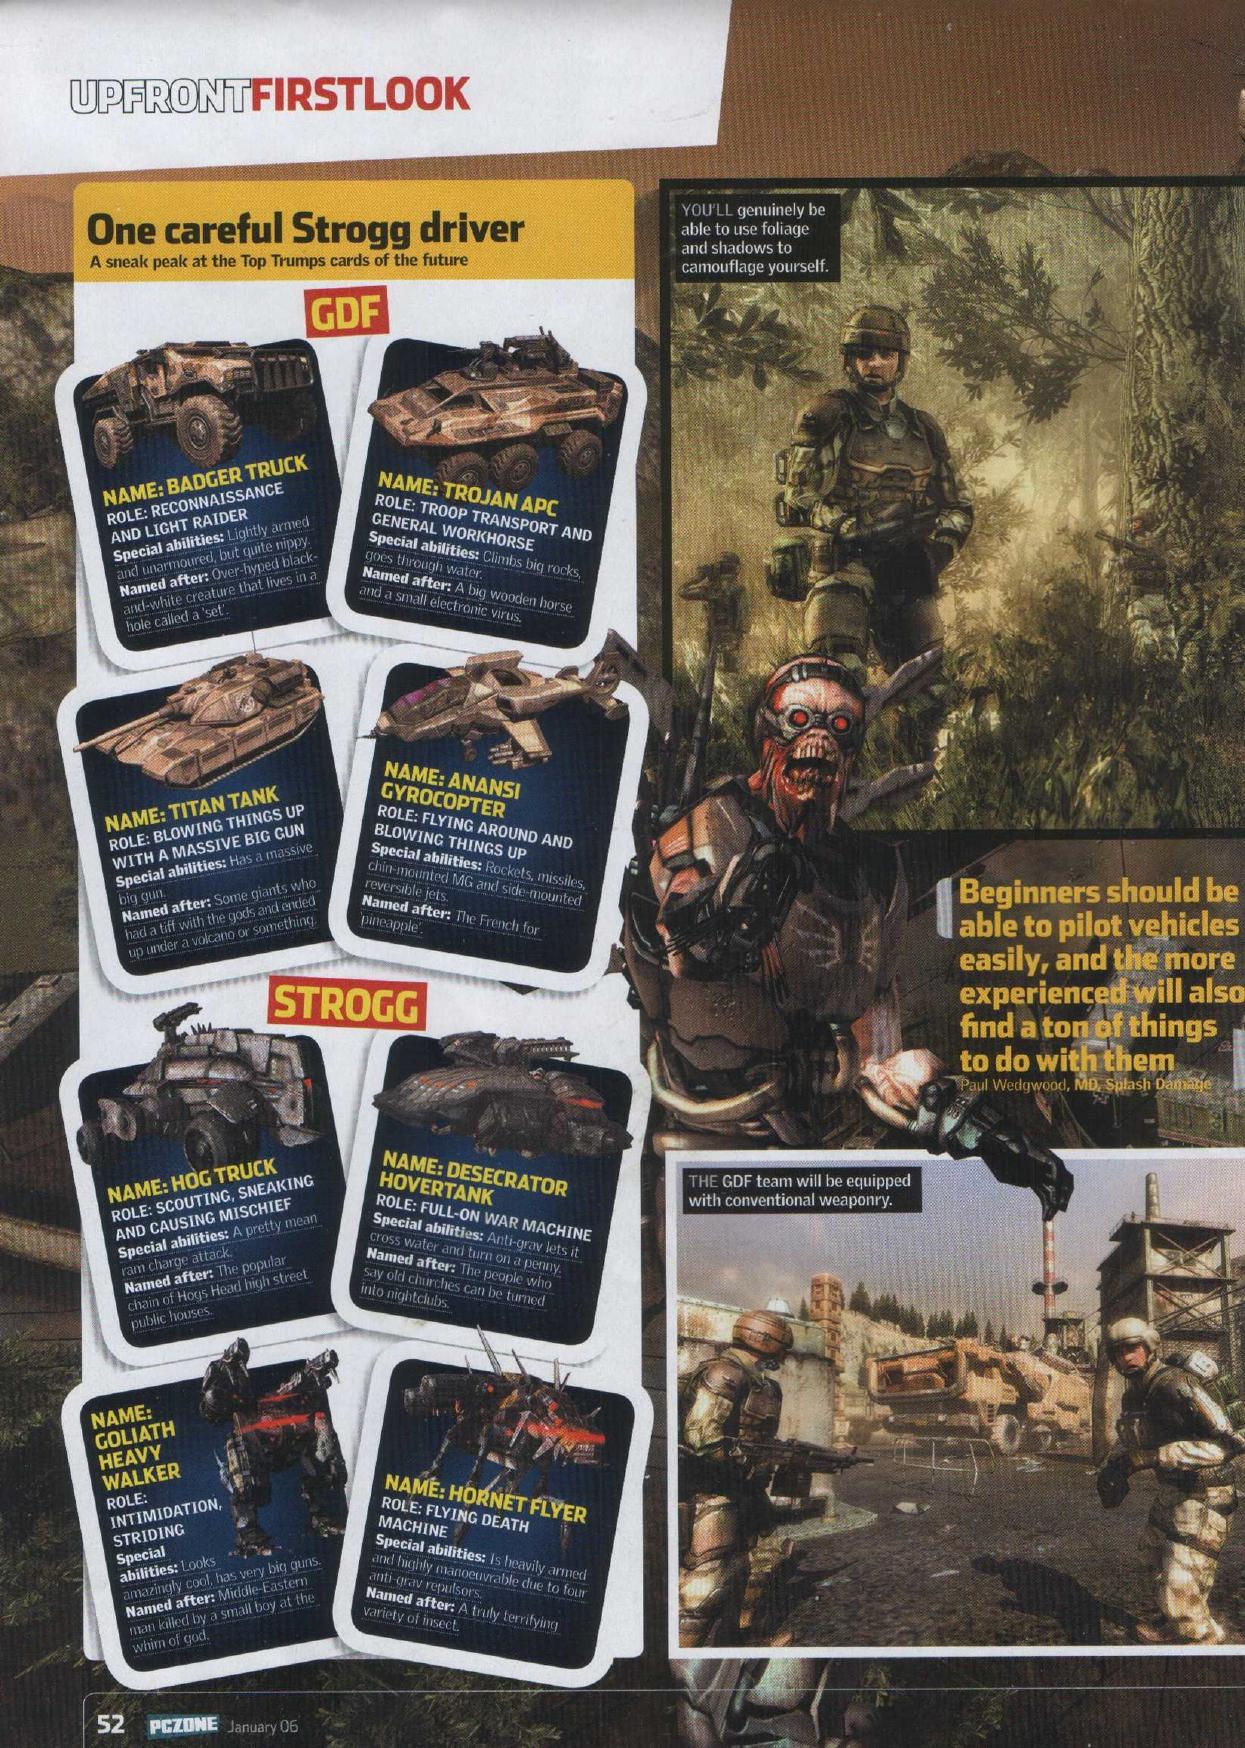 UPFRONTFIRSTLOOK
One careful Strogg driver
A sneak peak at the Top Trumps cards of the future
GDF
NAME: BADGER TRUCK
ROLE: RECONNAISSANCE
AND LIGHT RAIDER
Special abilities: Lightly armed
and unarmoured, but quite nippy.
Named after: Over-hyped black-
and-white creature that lives in a
hole called a 'set'.
NAME: TROJAN APC
ROLE: TROOP TRANSPORT AND
GENERAL WORKHORSE
Special abilities: Climbs big rocks,
goes through water.
Named after: A big wooden horse
and a small electronic virus.
NAME: TITAN TANK
ROLE: BLOWING THINGS UP
WITH A MASSIVE BIG GUN
Special abilities: Has a massive
big gun.
Named after: Some giants who
had a tiff with the gods and ended
up under a volcano or something.
NAME: ANANSI
GYROCOPTER
ROLE: FLYING AROUND AND
BLOWING THINGS UP
Special abilities: Rockets, missiles,
chin-mounted MG and side-mounted
reversible jets.
Named after: The French for
'pineapple'.
STROGG
NAME: HOG TRUCK
ROLE: SCOUTING, SNEAKING
AND CAUSING MISCHIEF
Special abilities: A pretty mean
ram charge attack.
Named after: The popular
chain of Hogs Head high street
public houses.
NAME: DESECRATOR
HOVERTANK
ROLE: FULL-ON WAR MACHINE
Special abilities: Anti-grav lets it
cross water and turn on a penny.
Named after: The people who
say old churches can be turned
into nightclubs.
NAME:
GOLIATH
HEAVY
WALKER
ROLE:
INTIMIDATION,
STRIDING
Special
abilities: Looks
amazingly cool, has very big guns.
Named after: Middle-Eastern
man killed by a small boy at the
whim of god.
NAME: HORNET FLYER
ROLE: FLYING DEATH
MACHINE
Special abilities: Is heavily armed
and highly manoeuvrable due to four
anti-grav repulsors.
Named after: A truly terrifying
variety of insect.
YOU'LL genuinely be
able to use foliage
and shadows to
camouflage yourself.
Beginners should be
able to pilot vehicles
easily, and the more
experienced will also
find a ton of things
to do with them
Paul Wedgwood, MD, Splash Damage
THE GDF team will be equipped
with conventional weaponry.
52 PCZONE January 06